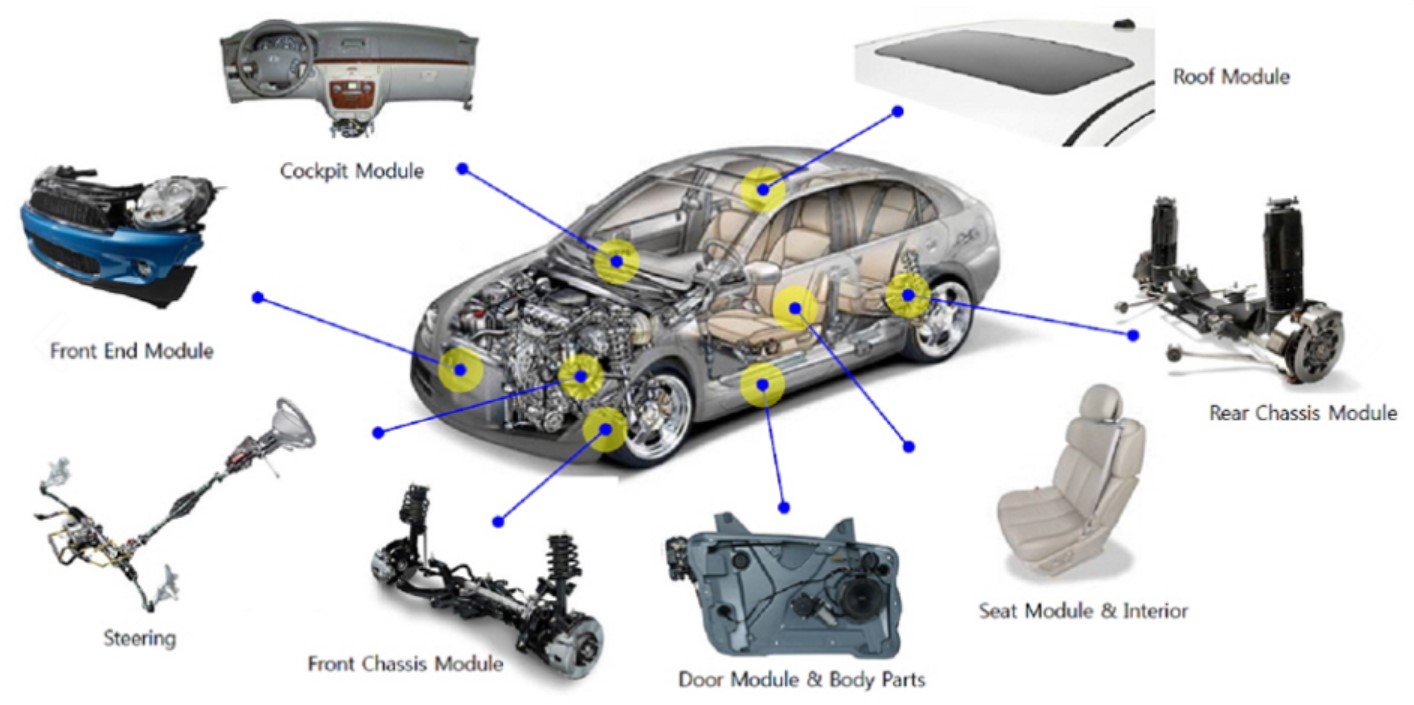 Roof Module
Cockpit Module
Front End Module
Rear Chassis Module
Seat Module & Interior
Steering
Front Chassis Module
Door Module & Body Parts